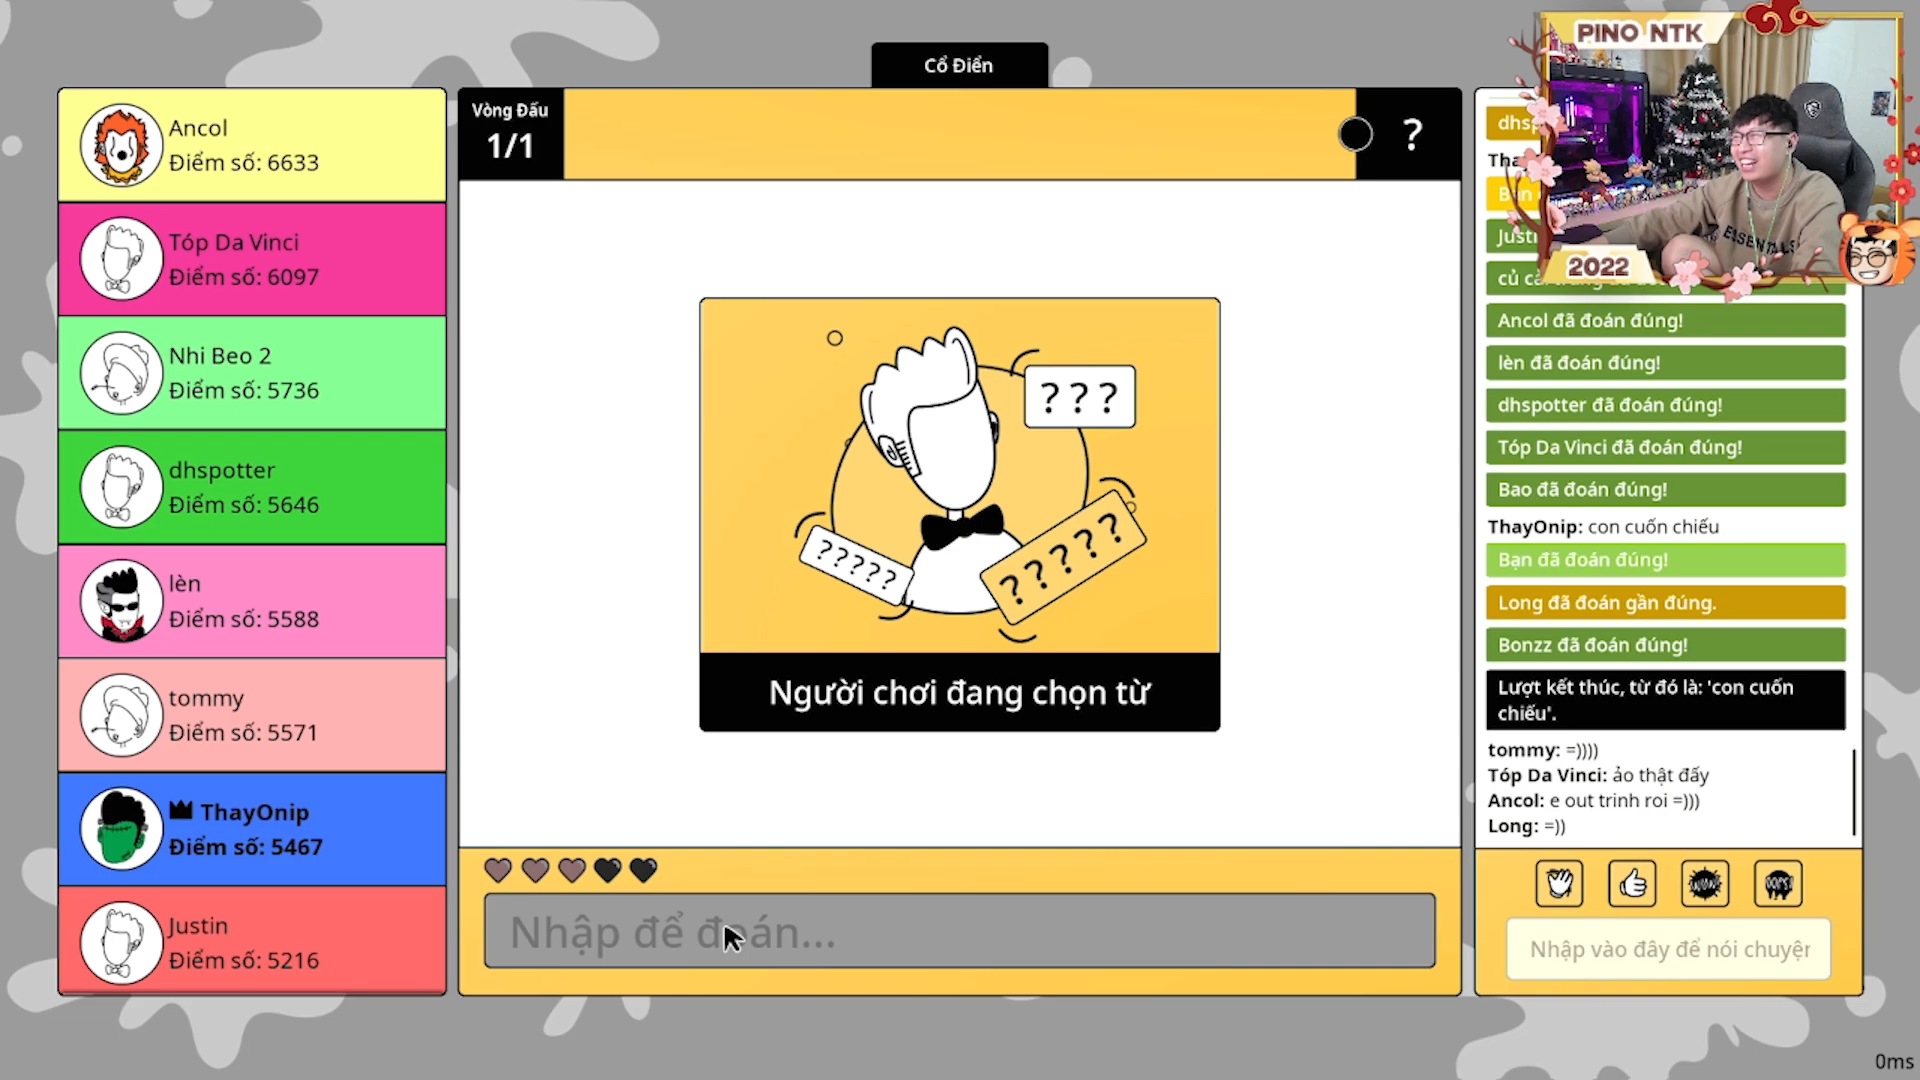 Cổ Điển
PINO NTK
Vòng Đấu
1/1
?
Ancol
Điểm số: 6633
Tóp Da Vinci
Điểm số: 6097
Nhi Beo 2
Điểm số: 5736
dhspotter
Điểm số: 5646
lèn
Điểm số: 5588
tommy
Điểm số: 5571
ThayOnip
Điểm số: 5467
Justin
Điểm số: 5216
???
?????
?????
Người chơi đang chọn từ
Nhập để đoán...
ESSENTIALS
2022
Ancol đã đoán đúng!
lèn đã đoán đúng!
dhspotter đã đoán đúng!
Tóp Da Vinci đã đoán đúng!
Bao đã đoán đúng!
ThayOnip: con cuốn chiếu
Bạn đã đoán đúng!
Long đã đoán gần đúng.
Bonzz đã đoán đúng!
Lượt kết thúc, từ đó là: 'con cuốn
chiếu'.
tommy: =))))
Tóp Da Vinci: ảo thật đấy
Ancol: e out trinh roi =)))
Long: =))
WOW!
OOPS!
Nhập vào đây để nói chuyện
0ms